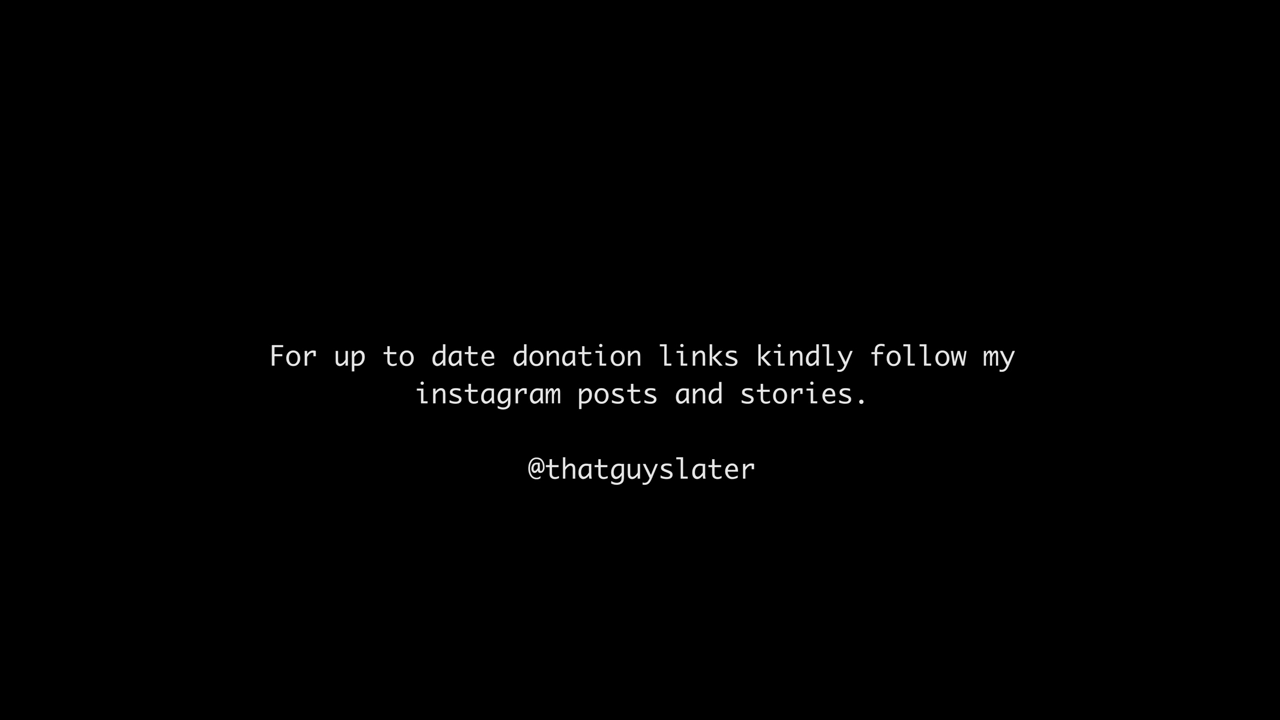 For up to date donation links kindly follow my
instagram posts and stories.
@thatguyslater